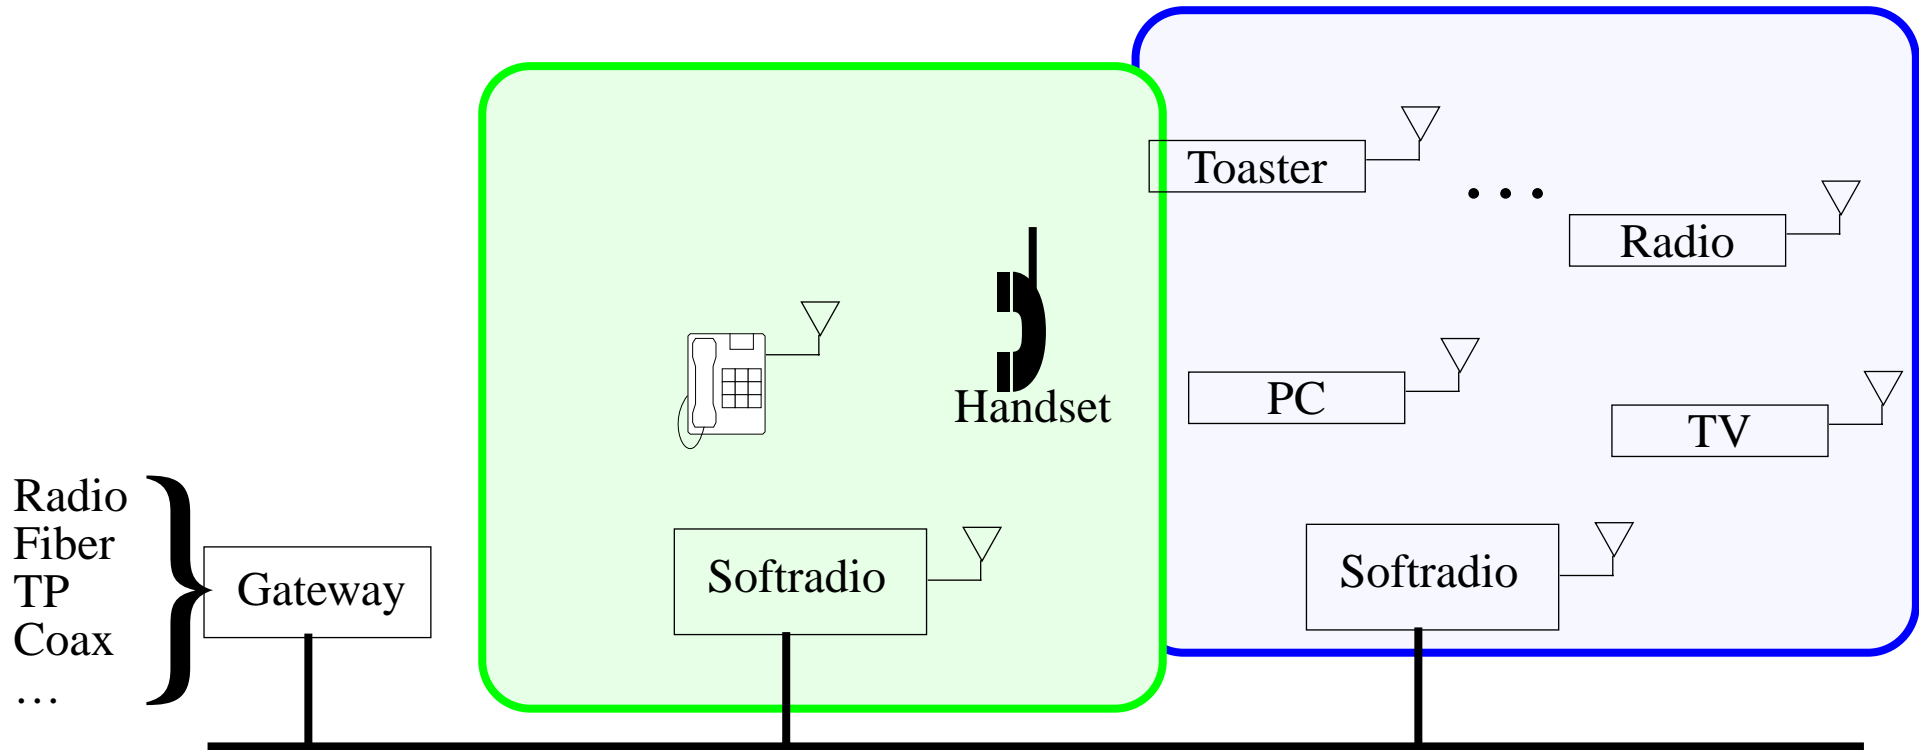 Toaster
• • •
Radio
Handset
PC
TV
Radio
Fiber
TP
Coax
…
Gateway
Softradio
Softradio